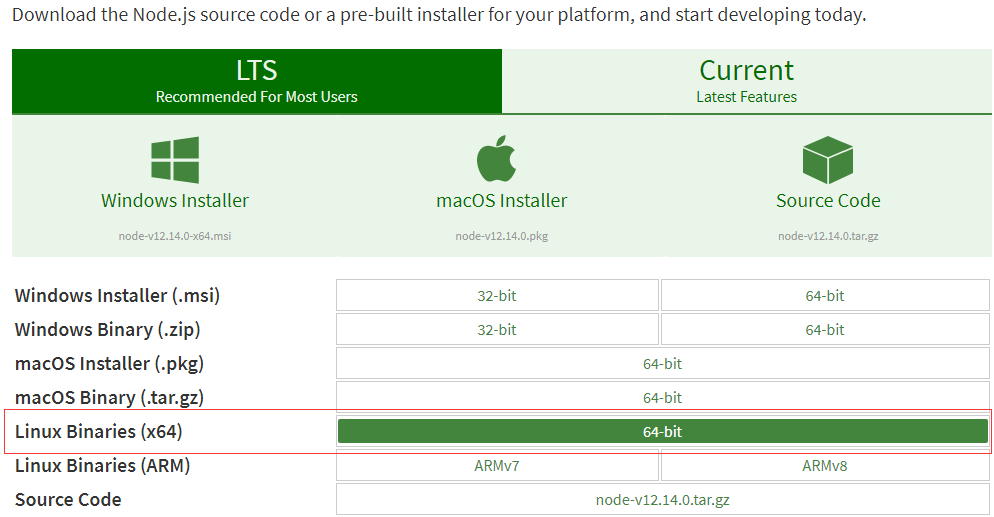 Download the Node.js source code or a pre-built installer for your platform, and start developing today.
LTS
Recommended For Most Users
Current
Latest Features
Windows Installer
node-v12.14.0-x64.msi
macOS Installer
node-v12.14.0.pkg
Source Code
node-v12.14.0.tar.gz
Windows Installer (.msi) 32-bit 64-bit
Windows Binary (.zip) 32-bit 64-bit
macOS Installer (.pkg) 64-bit
macOS Binary (.tar.gz) 64-bit
Linux Binaries (x64) 64-bit
Linux Binaries (ARM) ARMv7 ARMv8
Source Code node-v12.14.0.tar.gz